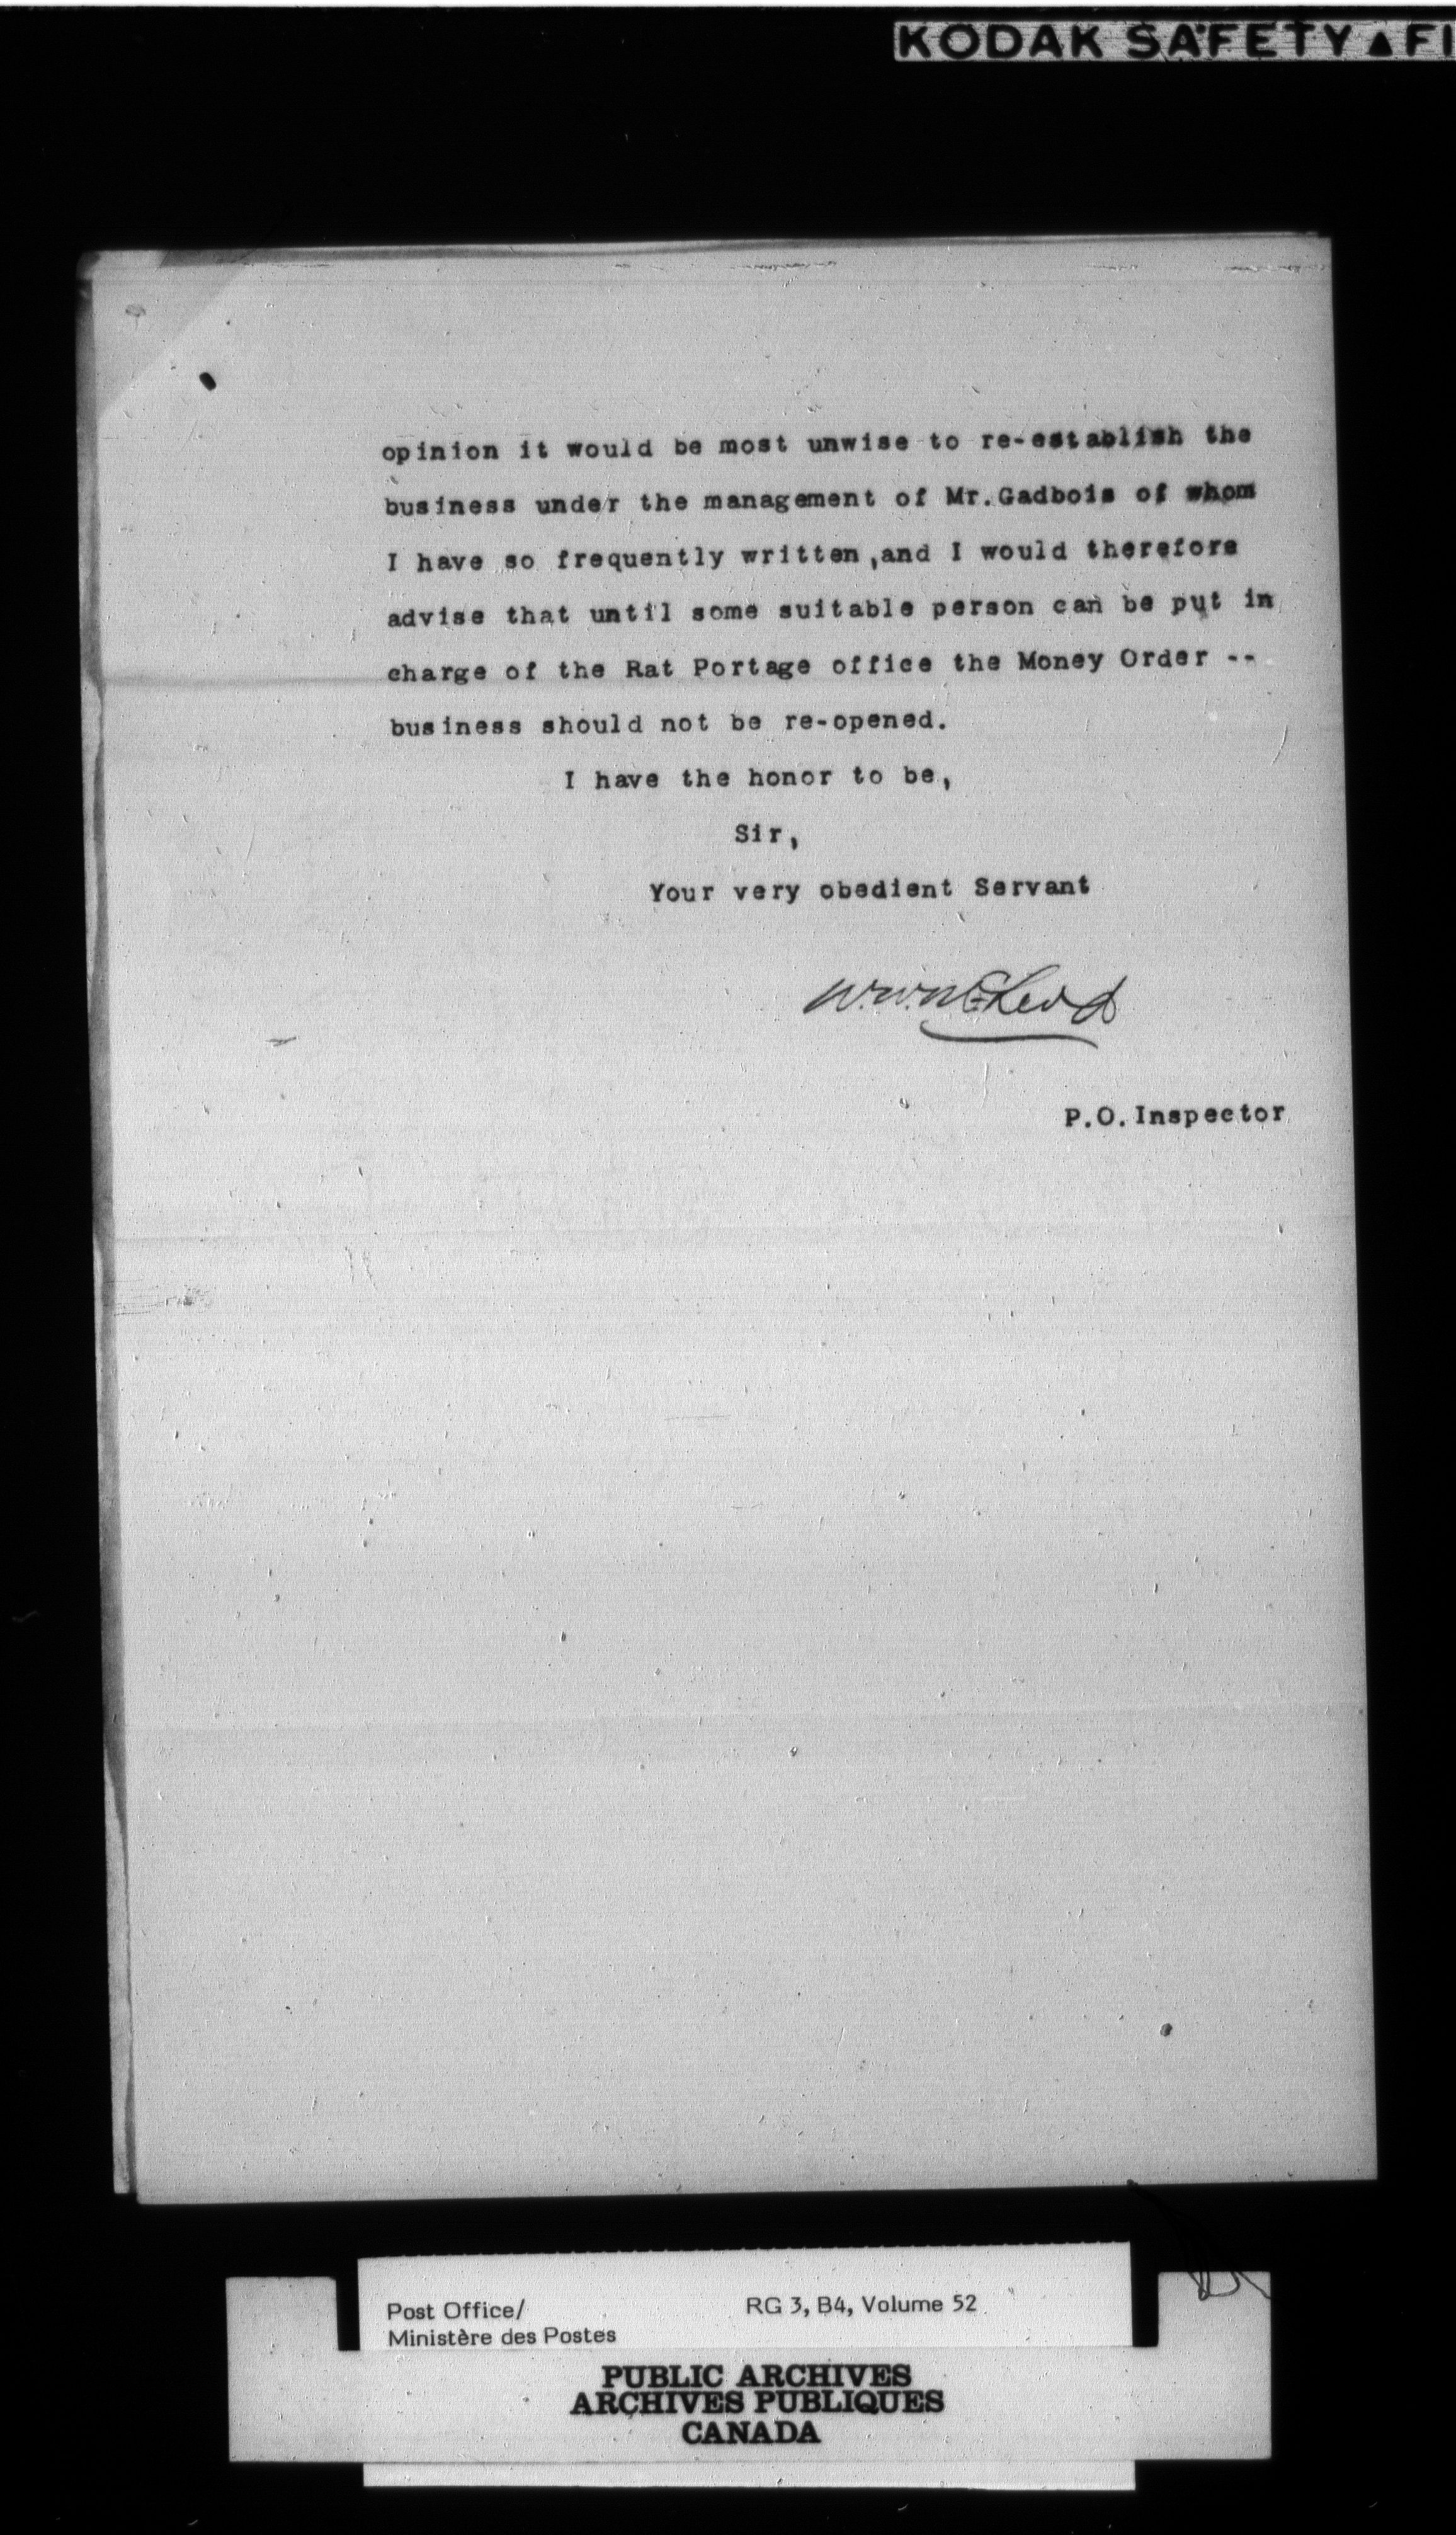 KODAK SAFETY ▲ FI
opinion it would be most unwise to re-establish the
business under the management of Mr.Gadbois of whom
I have so frequently written,and I would therefore
advise that until some suitable person can be put in
charge of the Rat Portage office the Money Order --
business should not be re-opened.
I have the honor to be,
Sir,
Your very obedient Servant
W.W.McLeod
P.O.Inspector
Post Office/ RG 3, B4, Volume 52
Ministère des Postes
PUBLIC ARCHIVES
ARCHIVES PUBLIQUES
CANADA